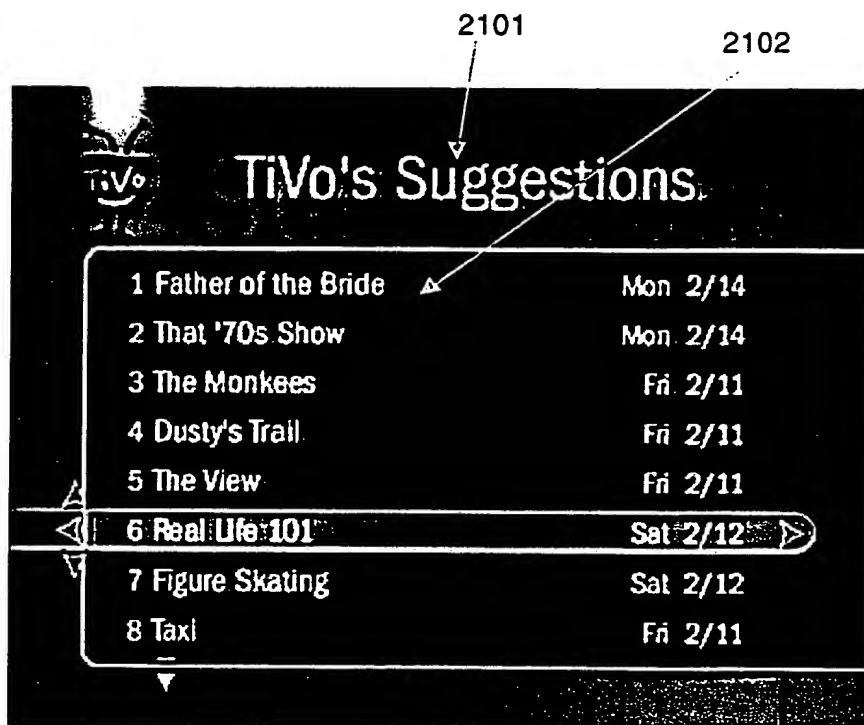 2101
2102
TiVo
TiVo's Suggestions
1 Father of the Bride Mon 2/14
2 That '70s Show Mon 2/14
3 The Monkees Fri 2/11
4 Dusty's Trail Fri 2/11
5 The View Fri 2/11
6 Real Life 101 Sat 2/12
7 Figure Skating Sat 2/12
8 Taxi Fri 2/11